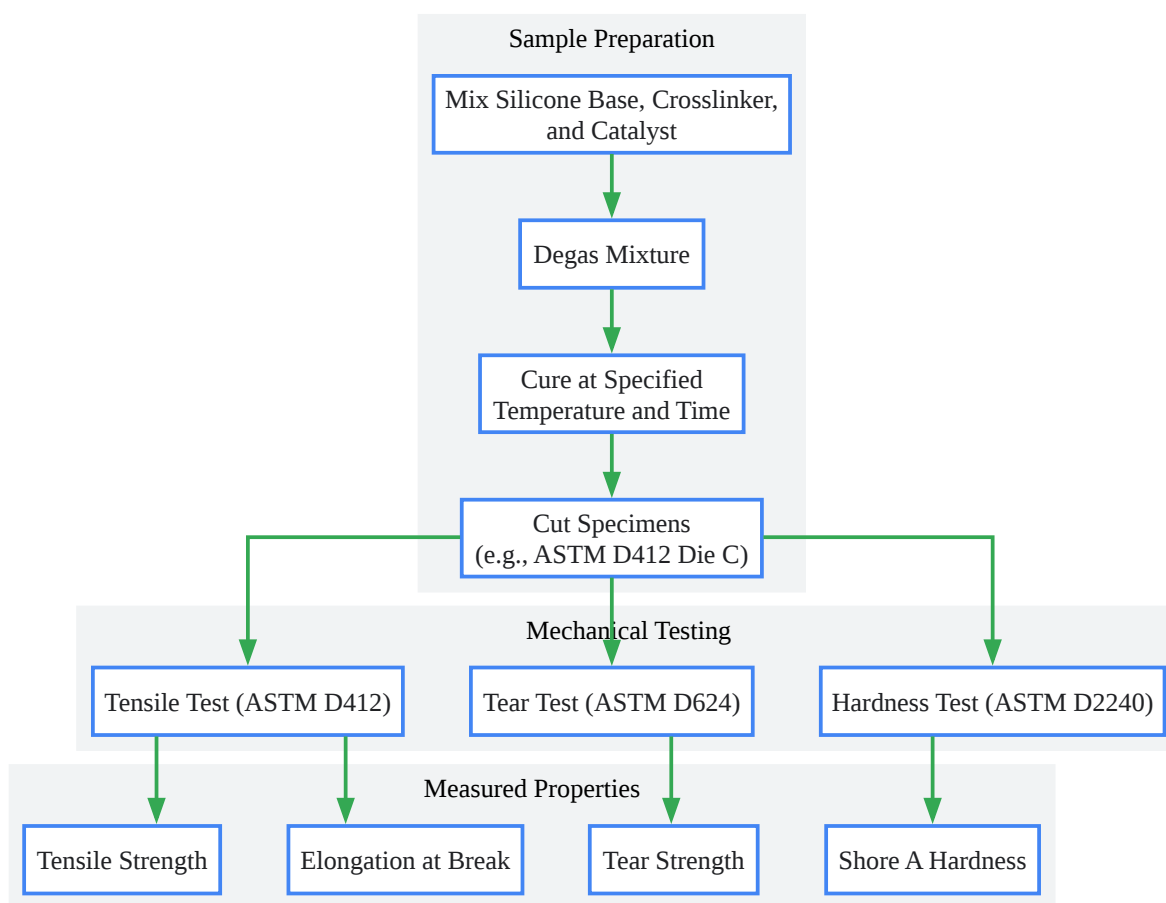 Sample Preparation
Mix Silicone Base, Crosslinker,
and Catalyst
Degas Mixture
Cure at Specified
Temperature and Time
Cut Specimens
(e.g., ASTM D412 Die C)
Mechanical Testing
Tensile Test (ASTM D412)
Tear Test (ASTM D624)
Hardness Test (ASTM D2240)
Measured Properties
Tensile Strength
Elongation at Break
Tear Strength
Shore A Hardness